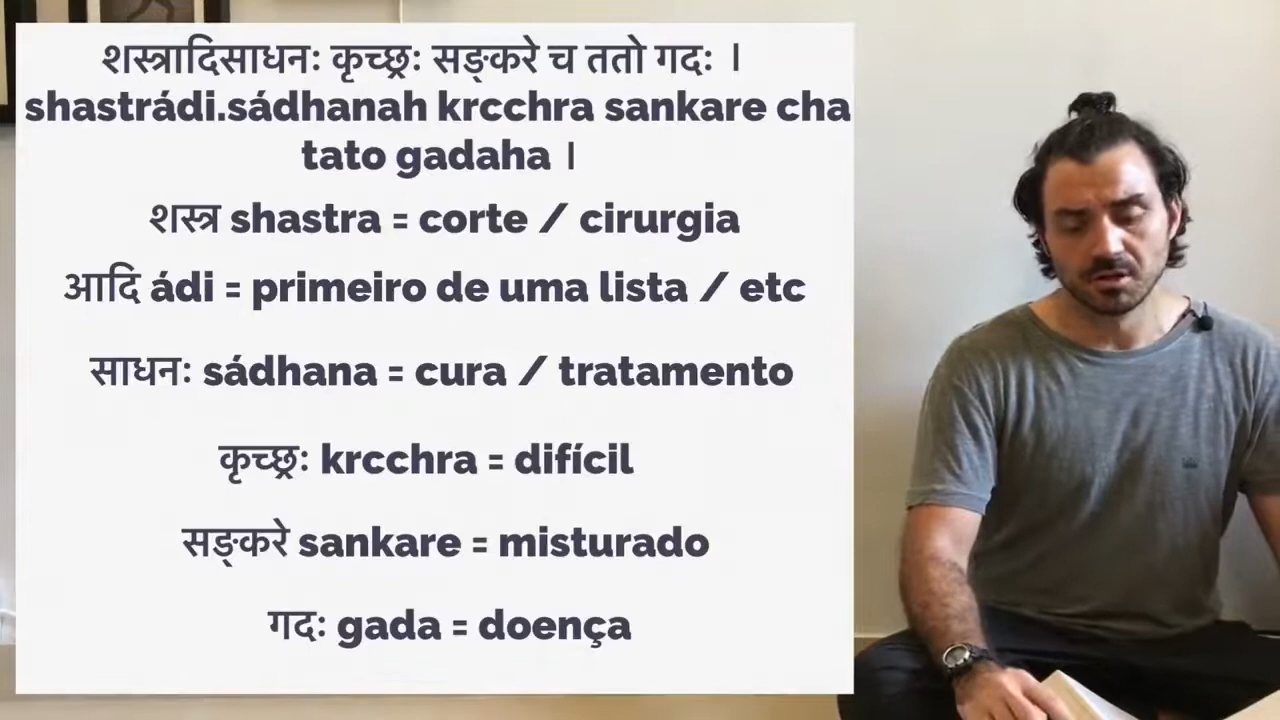 शस्त्रादिसाधनः कृच्छ्रः सङ्करे च ततो गदः ।
shastrádi.sádhanah krcchra sankare cha
tato gadaha ।
शस्त्र shastra = corte / cirurgia
आदि ádi = primeiro de uma lista / etc
साधनः sádhana = cura / tratamento
कृच्छ्रः krcchra = difícil
सङ्करे sankare = misturado
गदः gada = doença